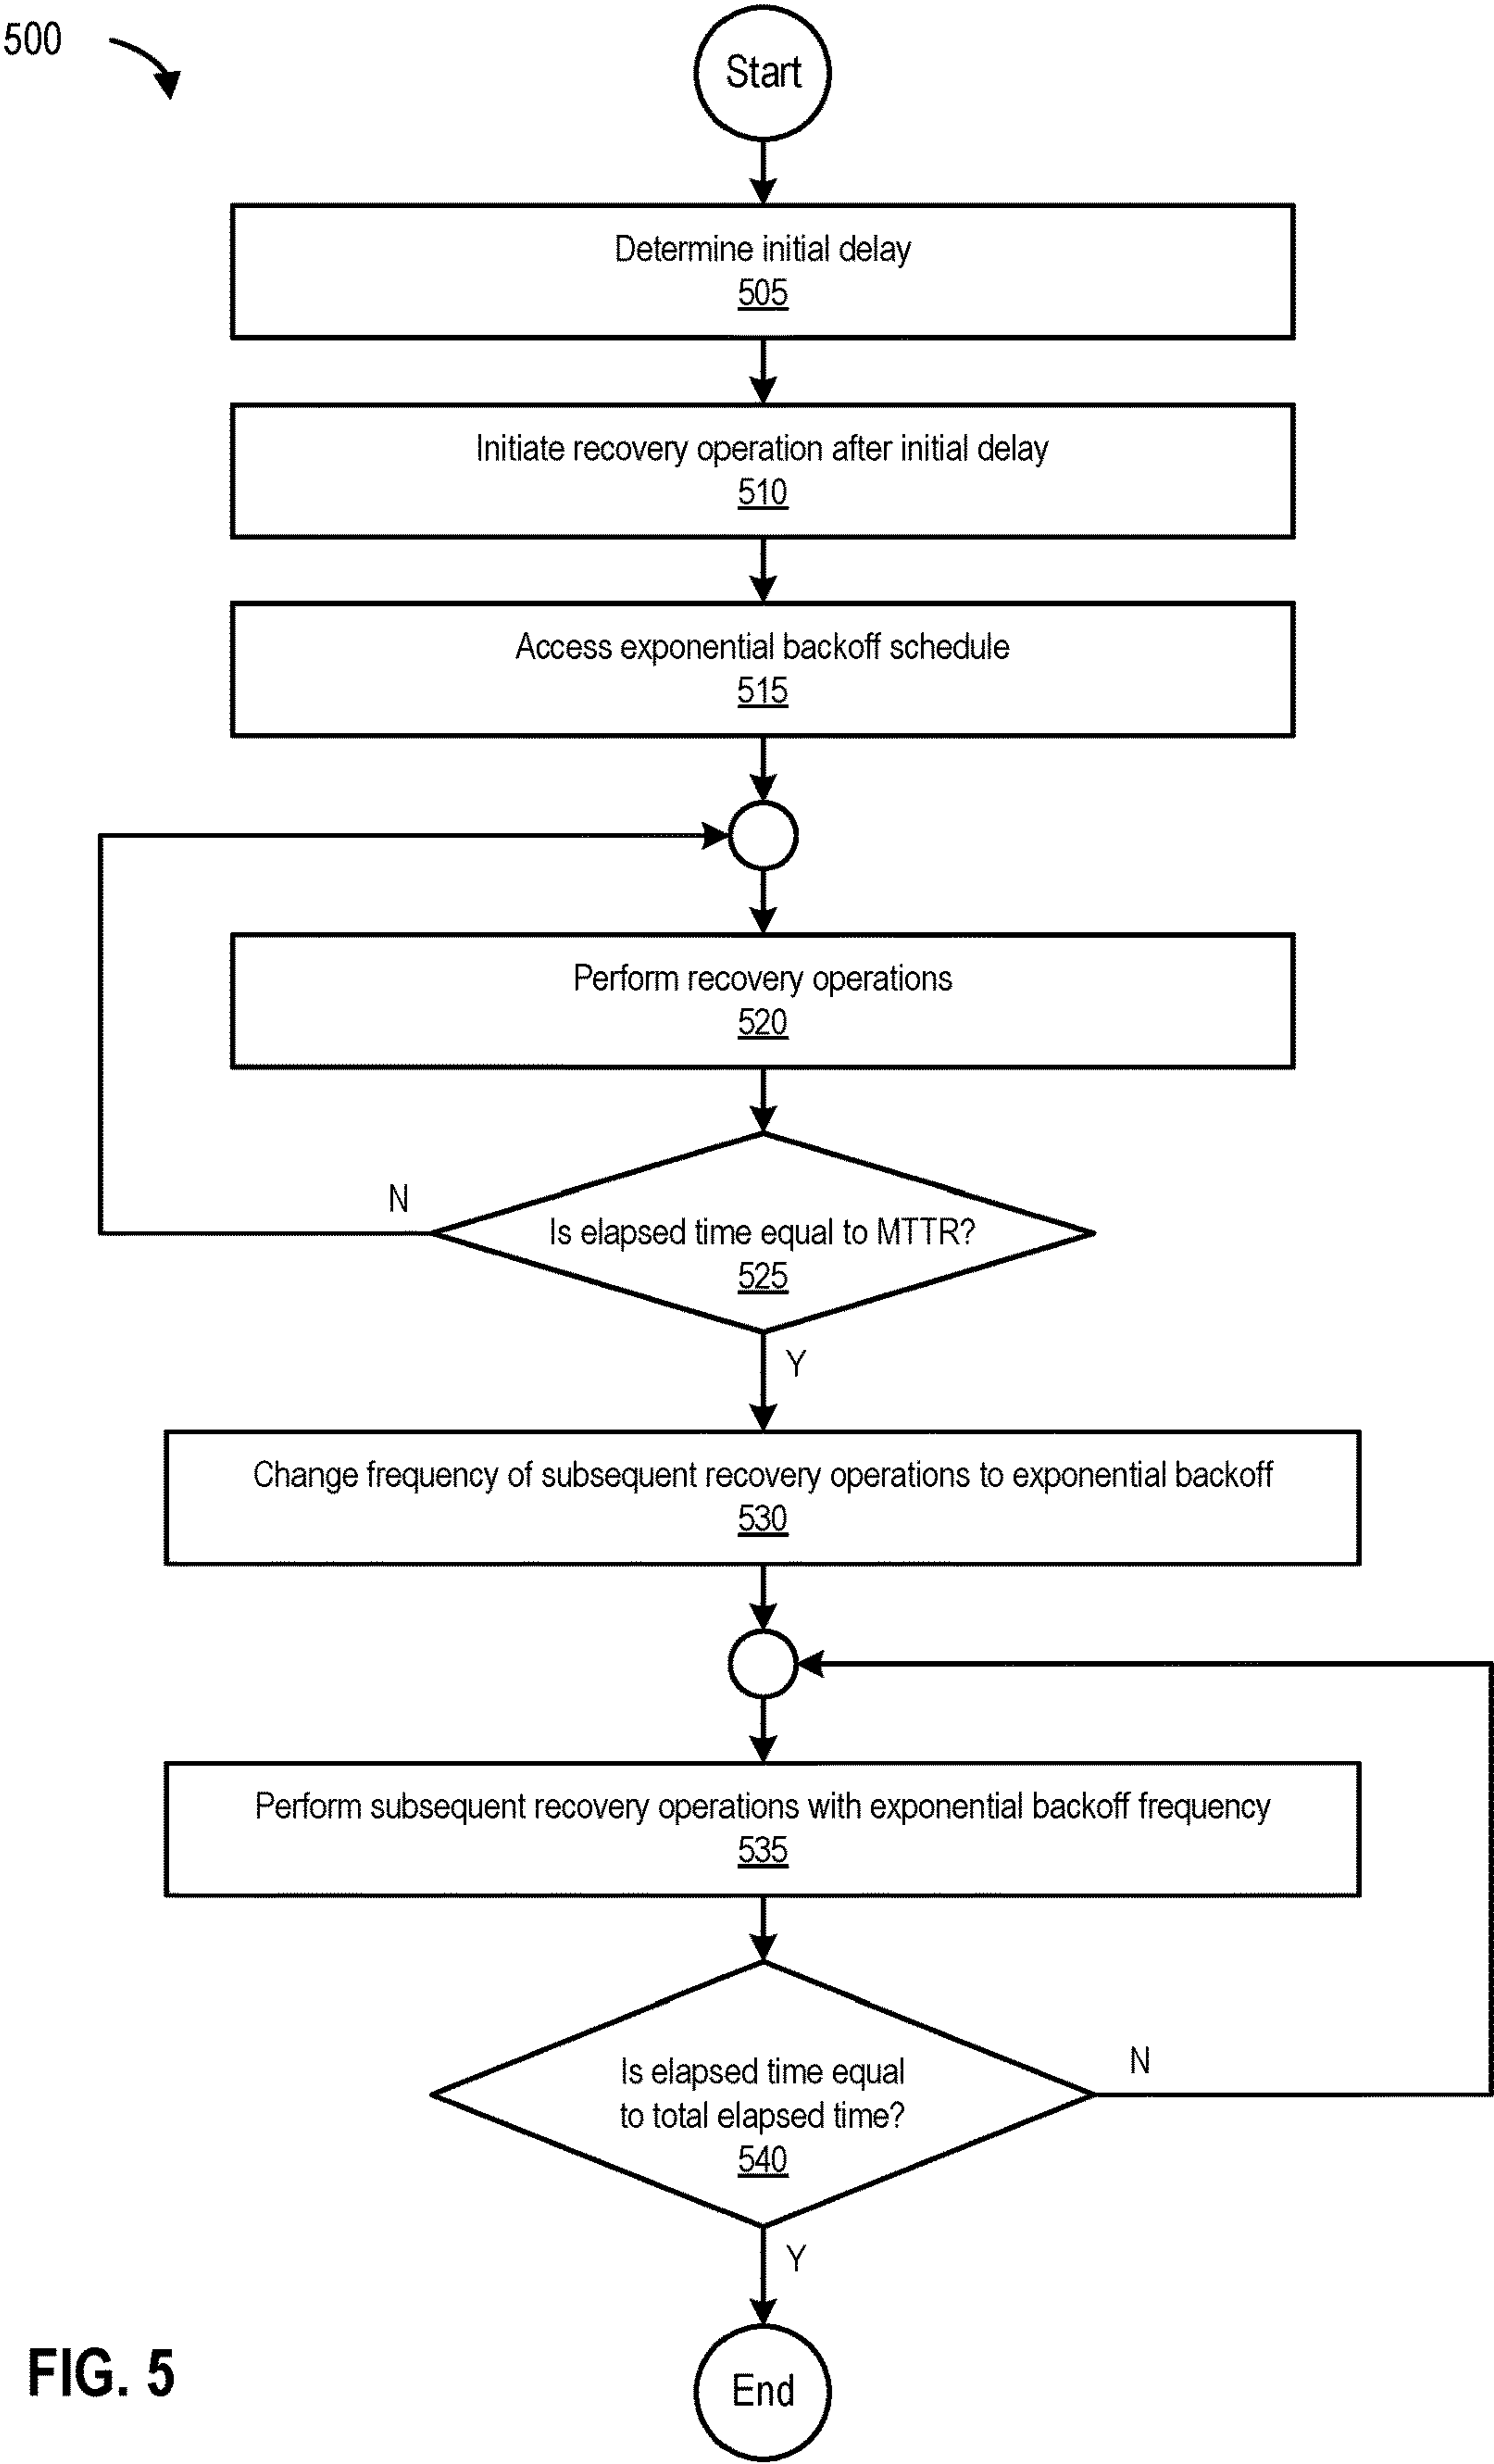 500
Start
Determine initial delay
505
Initiate recovery operation after initial delay
510
Access exponential backoff schedule
515
Perform recovery operations
520
N
Is elapsed time equal to MTTR?
525
Y
Change frequency of subsequent recovery operations to exponential backoff
530
Perform subsequent recovery operations with exponential backoff frequency
535
N
Is elapsed time equal
to total elapsed time?
540
Y
End
FIG. 5